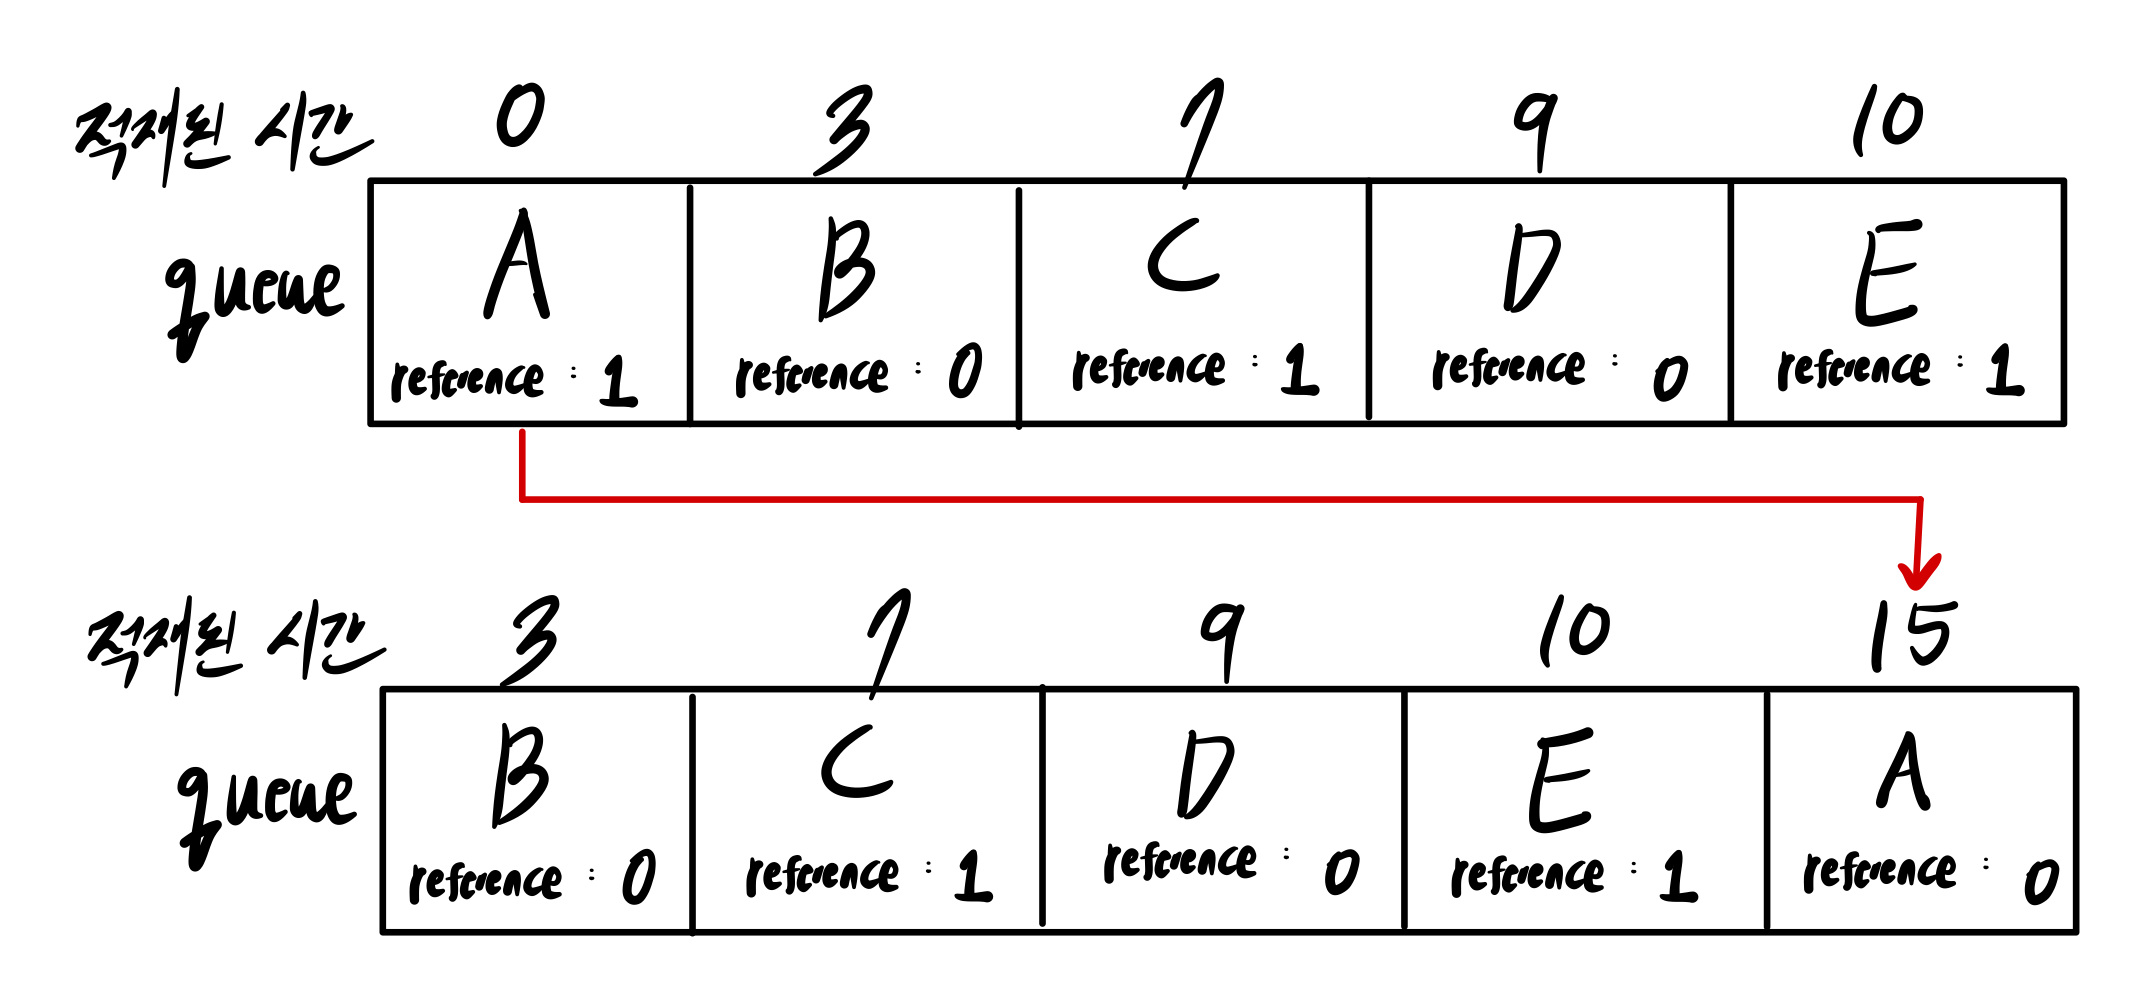 적재된 시간 0 3 7 9 10
queue A B C D E
reference : 1 reference : 0 reference : 1 reference : 0 reference : 1
적재된 시간 3 7 9 10 15
queue B C D E A
reference : 0 reference : 1 reference : 0 reference : 1 reference : 0